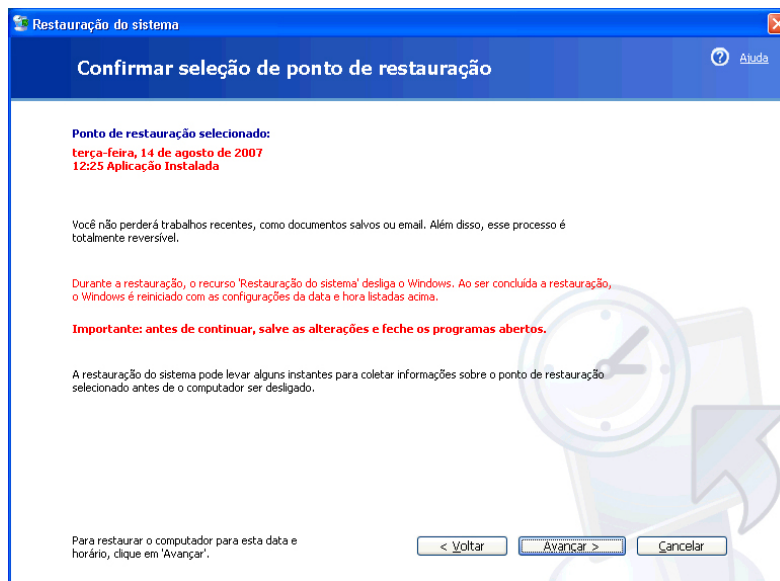 Restauração do sistema
Confirmar seleção de ponto de restauração
Ajuda
Ponto de restauração selecionado:
terça-feira, 14 de agosto de 2007
12:25 Aplicação Instalada
Você não perderá trabalhos recentes, como documentos salvos ou email. Além disso, esse processo é
totalmente reversível.
Durante a restauração, o recurso 'Restauração do sistema' desliga o Windows. Ao ser concluída a restauração,
o Windows é reiniciado com as configurações da data e hora listadas acima.
Importante: antes de continuar, salve as alterações e feche os programas abertos.
A restauração do sistema pode levar alguns instantes para coletar informações sobre o ponto de restauração
selecionado antes de o computador ser desligado.
Para restaurar o computador para esta data e
horário, clique em 'Avançar'.
< Voltar
Avançar >
Cancelar